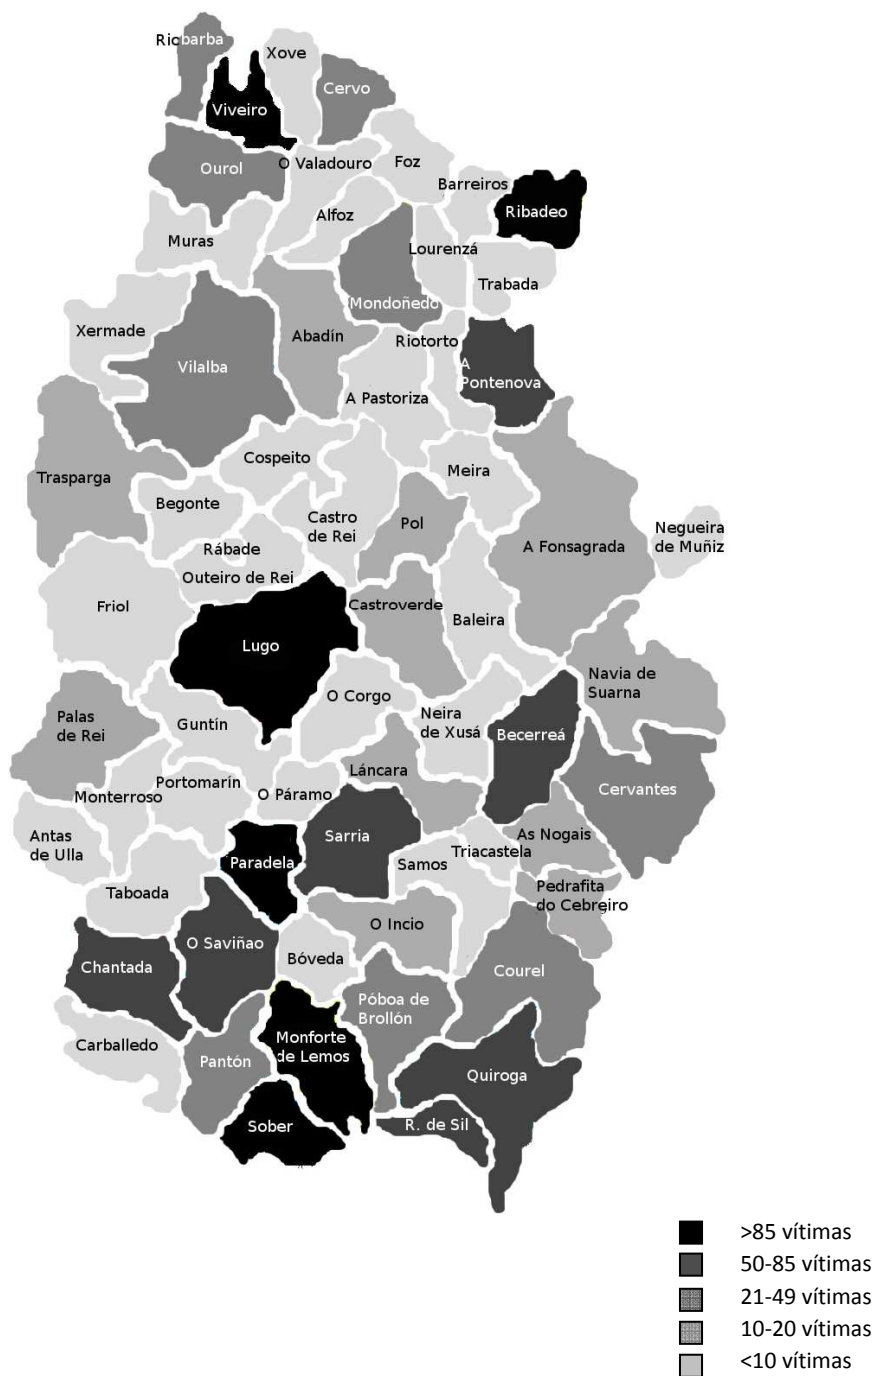 Riobarba
Xove
Cervo
Viveiro
Ourol
O Valadouro
Foz
Barreiros
Ribadeo
Alfoz
Muras
Lourenzá
Trabada
Mondoñedo
Xermade
Abadín
Riotorto
Vilalba
A
Pontenova
A Pastoriza
Cospeito
Meira
Trasparga
Begonte
Castro
de Rei
Pol
Negueira
de Muñiz
A Fonsagrada
Rábade
Outeiro de Rei
Friol
Castroverde
Baleira
Lugo
Navia de
Suarna
O Corgo
Neira
de Xusá
Palas
de Rei
Guntín
Becerreá
Láncara
Portomarín
Monterroso
O Páramo
Cervantes
Antas
de Ulla
Sarria
As Nogais
Triacastela
Paradela
Samos
Taboada
Pedrafita
do Cebreiro
O Incio
O Saviñao
Bóveda
Chantada
Courel
Póboa de
Brollón
Carballedo
Monforte
de Lemos
Pantón
Quiroga
Sober
R. de Sil
>85 vítimas
50-85 vítimas
21-49 vítimas
10-20 vítimas
<10 vítimas